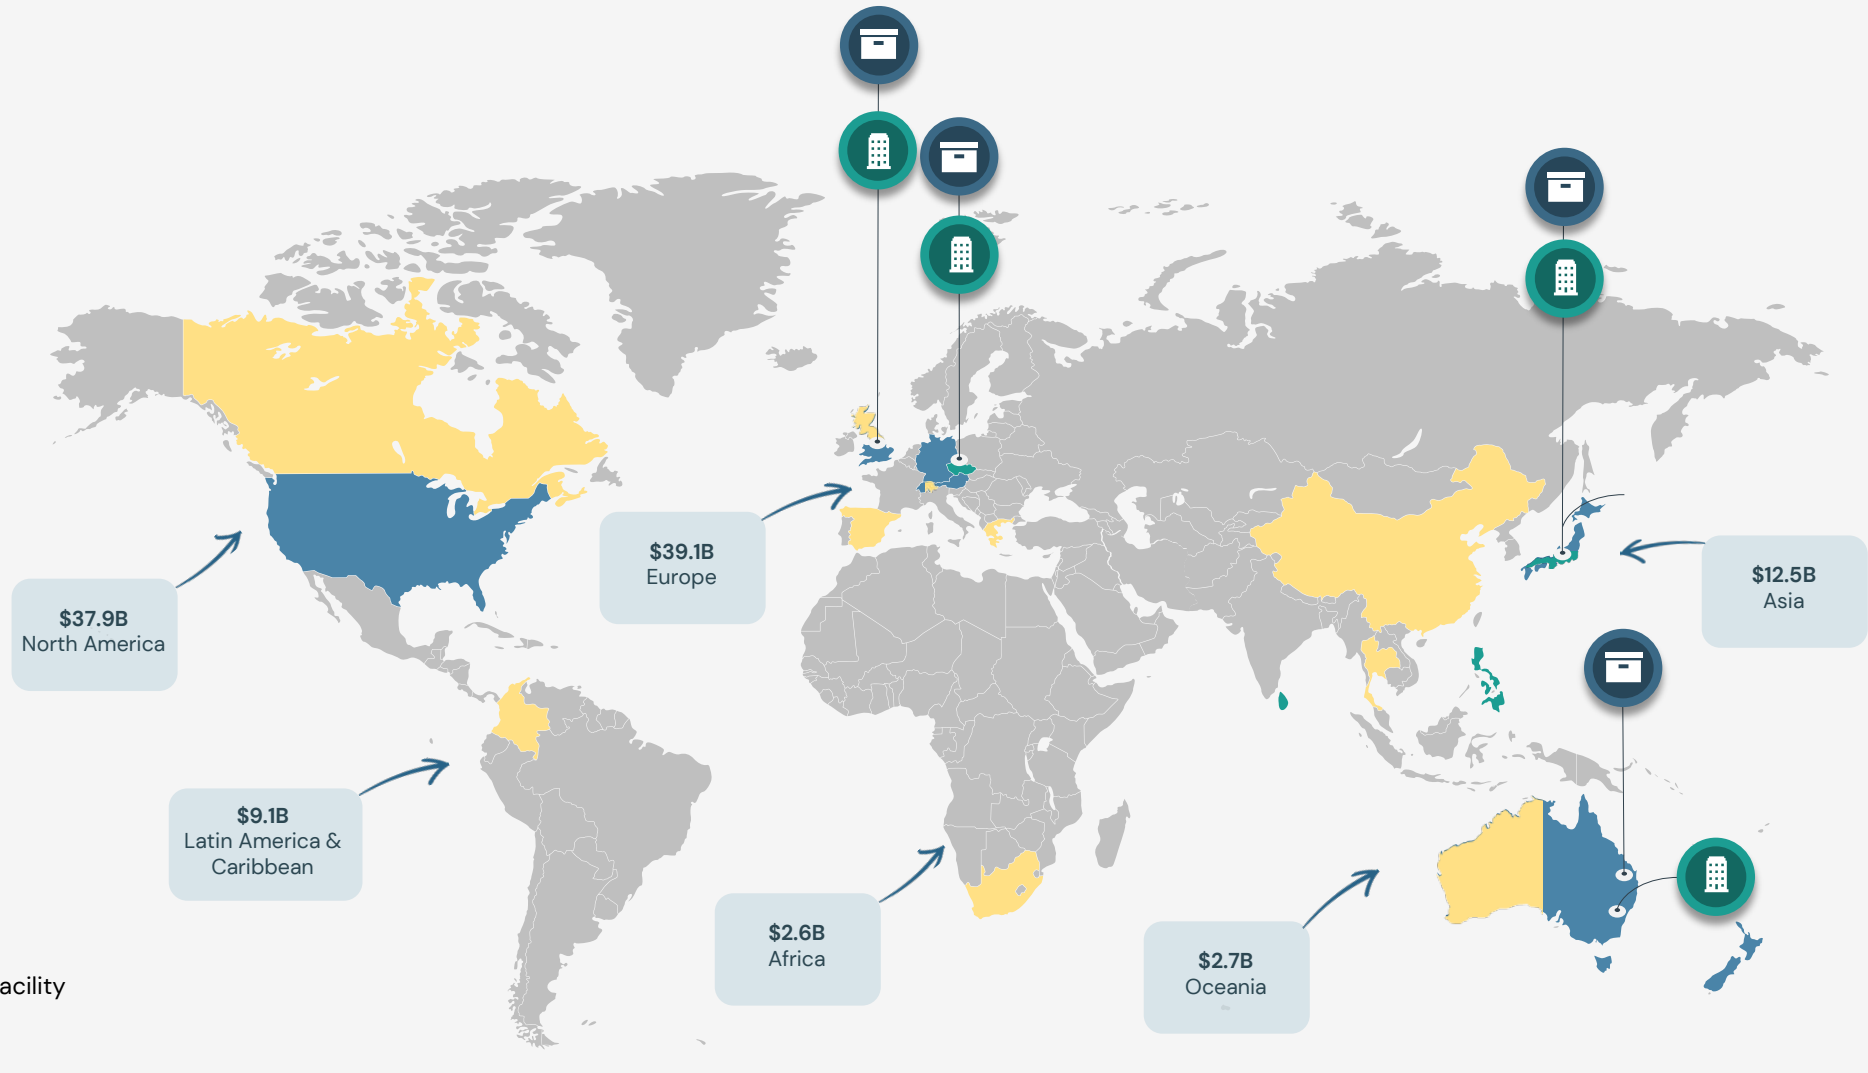 $39.1B
Europe
$12.5B
Asia
$37.9B
North America
$9.1B
Latin America &
Caribbean
$2.6B
Africa
$2.7B
Oceania
acility